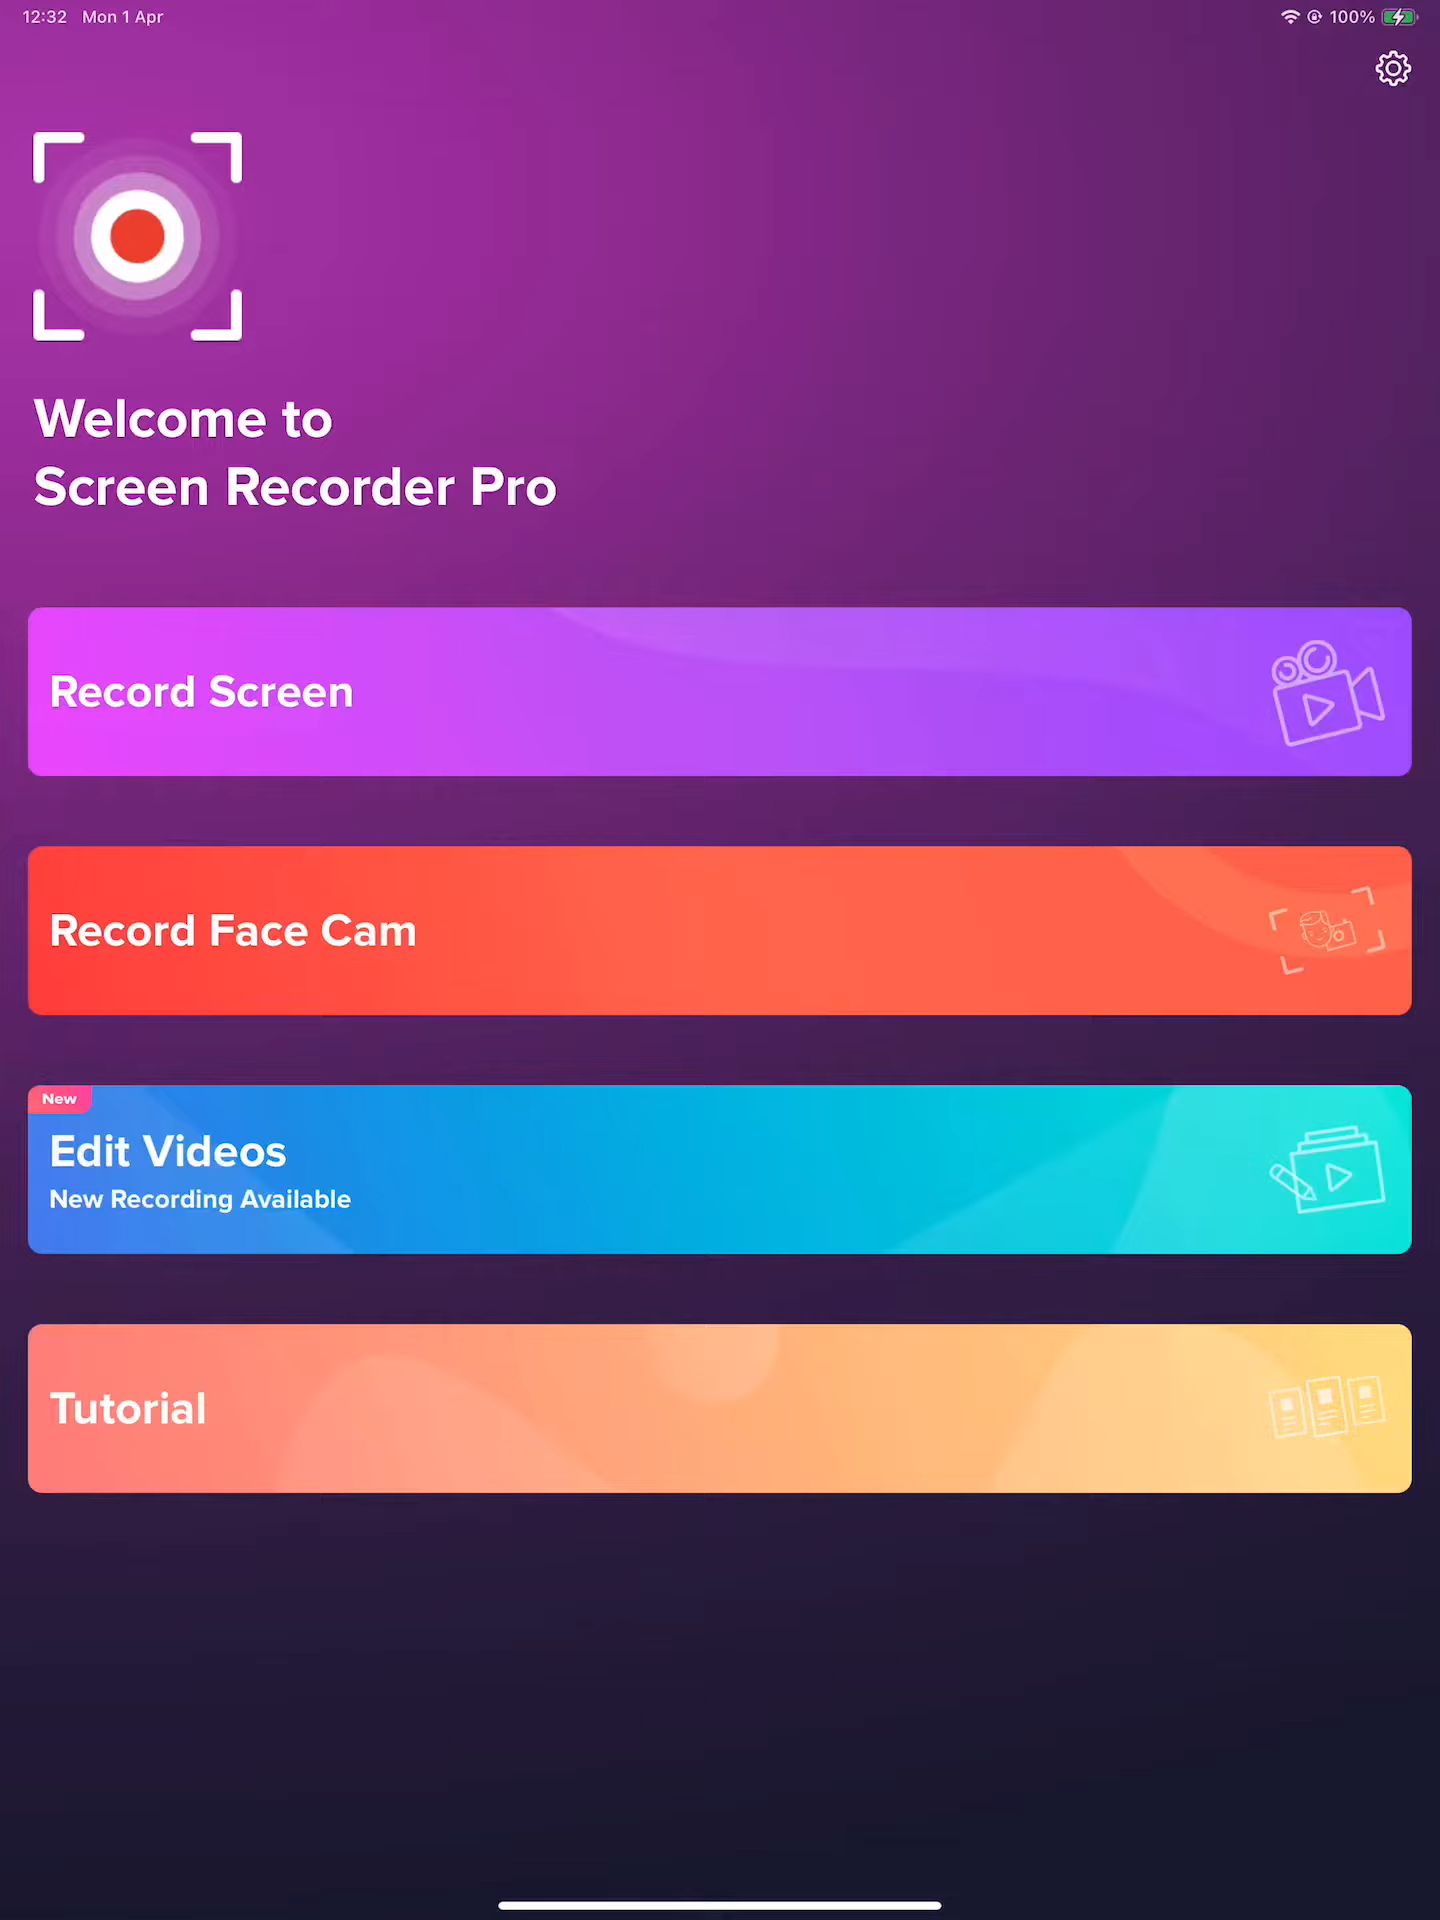 12:32 Mon 1 Apr 100%
Welcome to
Screen Recorder Pro
Record Screen
Record Face Cam
New
Edit Videos
New Recording Available
Tutorial